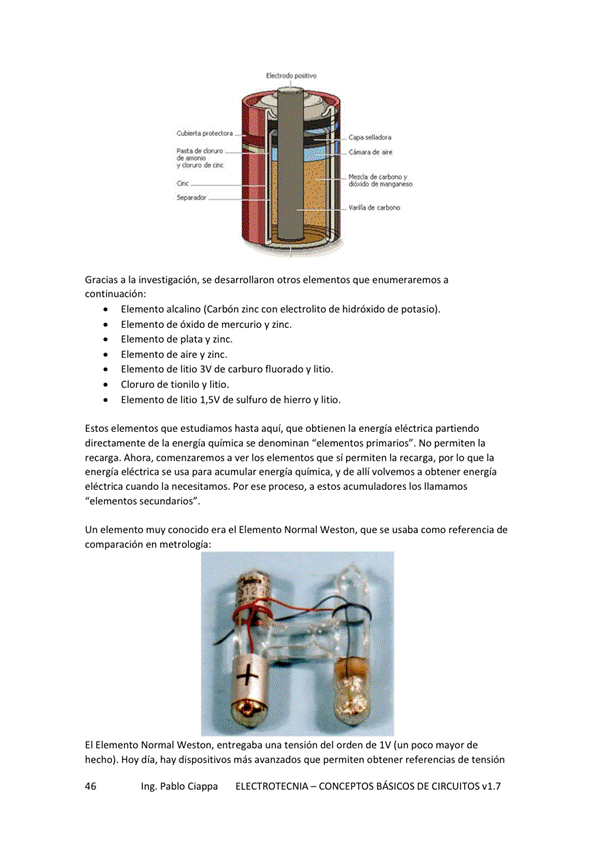 Electrodo positivo
Cubierta protectora
Pasta de cloruro
de amonio
y cloruro de cinc
Cinc
Separador
Capa selladora
Cámara de aire
Mezcla de carbono y
dióxido de manganeso
Varilla de carbono
Gracias a la investigación, se desarrollaron otros elementos que enumeraremos a
continuación:
• Elemento alcalino (Carbón zinc con electrolito de hidróxido de potasio).
• Elemento de óxido de mercurio y zinc.
• Elemento de plata y zinc.
• Elemento de aire y zinc.
• Elemento de litio 3V de carburo fluorado y litio.
• Cloruro de tionilo y litio.
• Elemento de litio 1,5V de sulfuro de hierro y litio.
Estos elementos que estudiamos hasta aquí, que obtienen la energía eléctrica partiendo
directamente de la energía química se denominan “elementos primarios”. No permiten la
recarga. Ahora, comenzaremos a ver los elementos que sí permiten la recarga, por lo que la
energía eléctrica se usa para acumular energía química, y de allí volvemos a obtener energía
eléctrica cuando la necesitamos. Por ese proceso, a estos acumuladores los llamamos
“elementos secundarios”.
Un elemento muy conocido era el Elemento Normal Weston, que se usaba como referencia de
comparación en metrología:
+
El Elemento Normal Weston, entregaba una tensión del orden de 1V (un poco mayor de
hecho). Hoy día, hay dispositivos más avanzados que permiten obtener referencias de tensión
46 Ing. Pablo Ciappa ELECTROTECNIA – CONCEPTOS BÁSICOS DE CIRCUITOS v1.7